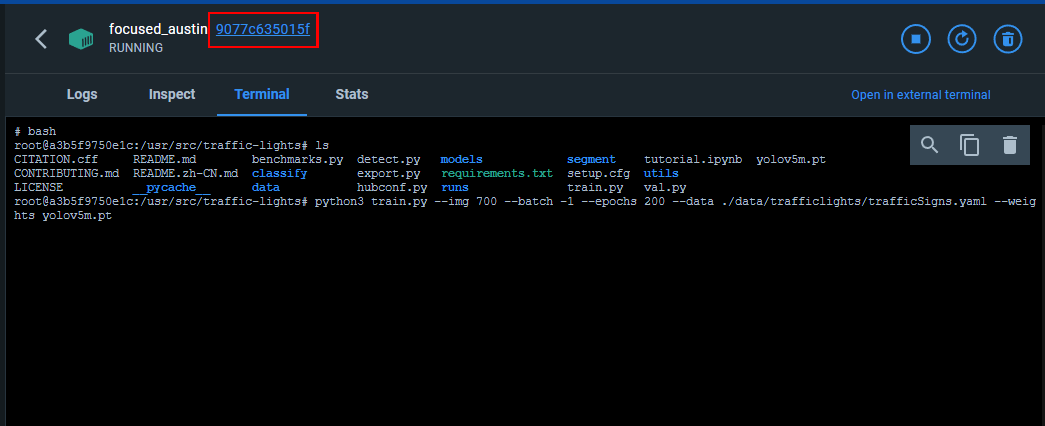 focused_austin 9077c635015f
RUNNING
Logs Inspect Terminal Stats Open in external terminal
# bash
root@a3b5f9750e1c:/usr/src/traffic-lights# ls
CITATION.cff README.md benchmarks.py detect.py models segment tutorial.ipynb yolov5m.pt
CONTRIBUTING.md README.zh-CN.md classify export.py requirements.txt setup.cfg utils
LICENSE __pycache__ data hubconf.py runs train.py val.py
root@a3b5f9750e1c:/usr/src/traffic-lights# python3 train.py --img 700 --batch -1 --epochs 200 --data ./data/trafficlights/trafficSigns.yaml --weig
hts yolov5m.pt